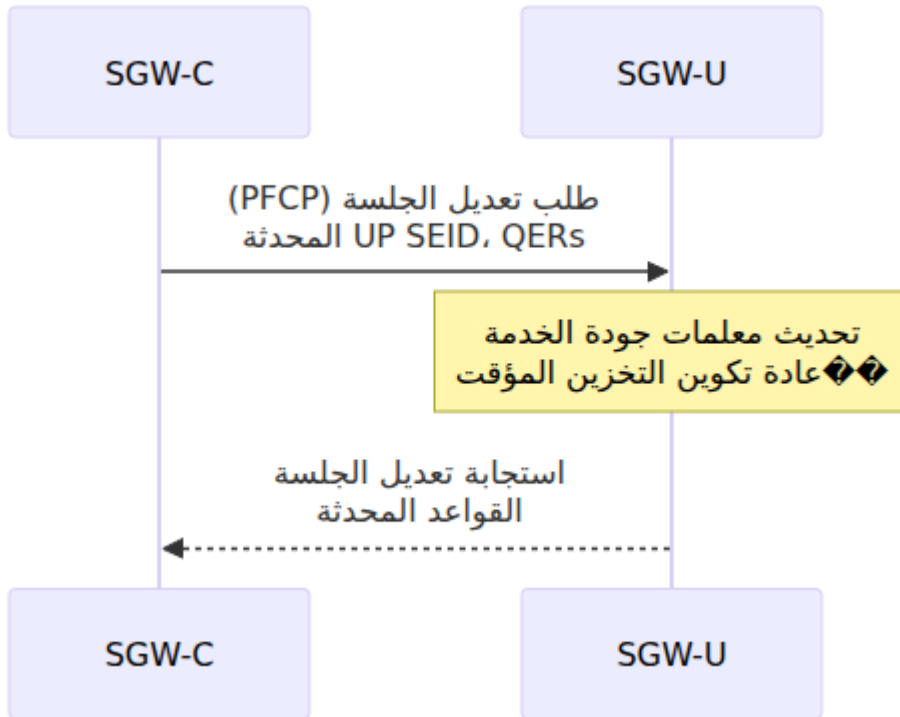 SGW-C
SGW-U
طلب تعديل الجلسة (PFCP)
UP SEID، QERs المحدثة
تحديث معلمات جودة الخدمة
��عادة تكوين التخزين المؤقت
استجابة تعديل الجلسة
القواعد المحدثة
SGW-C
SGW-U